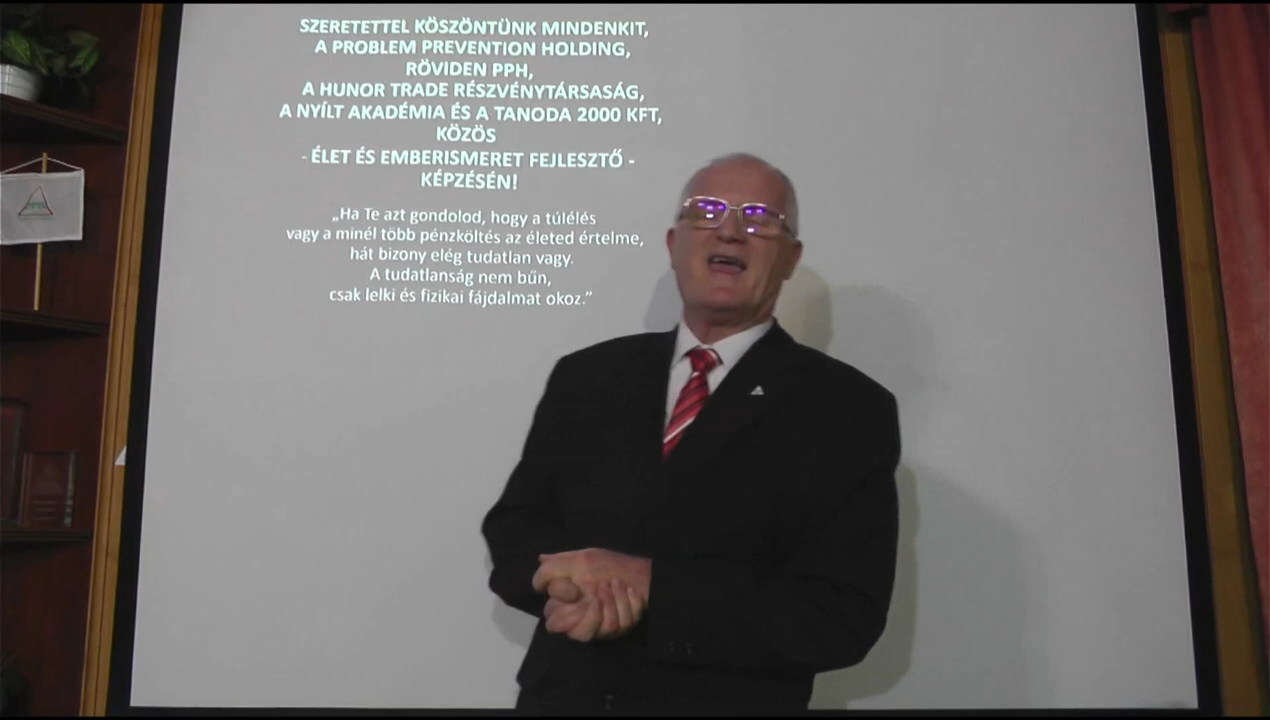 SZERETETTEL KÖSZÖNTÜNK MINDENKIT,
A PROBLEM PREVENTION HOLDING,
RÖVIDEN PPH,
A HUNOR TRADE RÉSZVÉNYTÁRSASÁG,
A NYÍLT AKADÉMIA ÉS A TANODA 2000 KFT,
KÖZÖS
- ÉLET ÉS EMBERISMERET FEJLESZTŐ -
KÉPZÉSÉN!
„Ha Te azt gondolod, hogy a túlélés
vagy a minél több pénzköltés az életed értelme,
hát bizony elég tudatlan vagy.
A tudatlanság nem bűn,
csak lelki és fizikai fájdalmat okoz.”